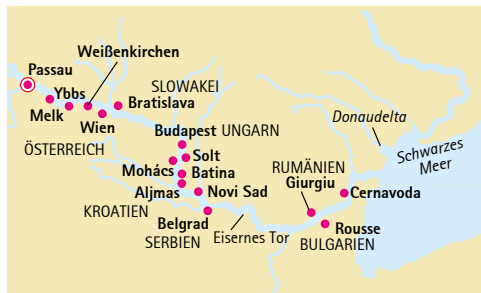 Weißenkirchen
Passau
Ybbs
SLOWAKEI
Melk
Bratislava
Wien
Donaudelta
Budapest UNGARN
ÖSTERREICH
Schwarzes
Meer
Solt
Mohács
Batina
RUMÄNIEN
Giurgiu
Aljmas
Novi Sad
Cernavoda
KROATIEN
Belgrad
Rousse
SERBIEN
Eisernes Tor
BULGARIEN